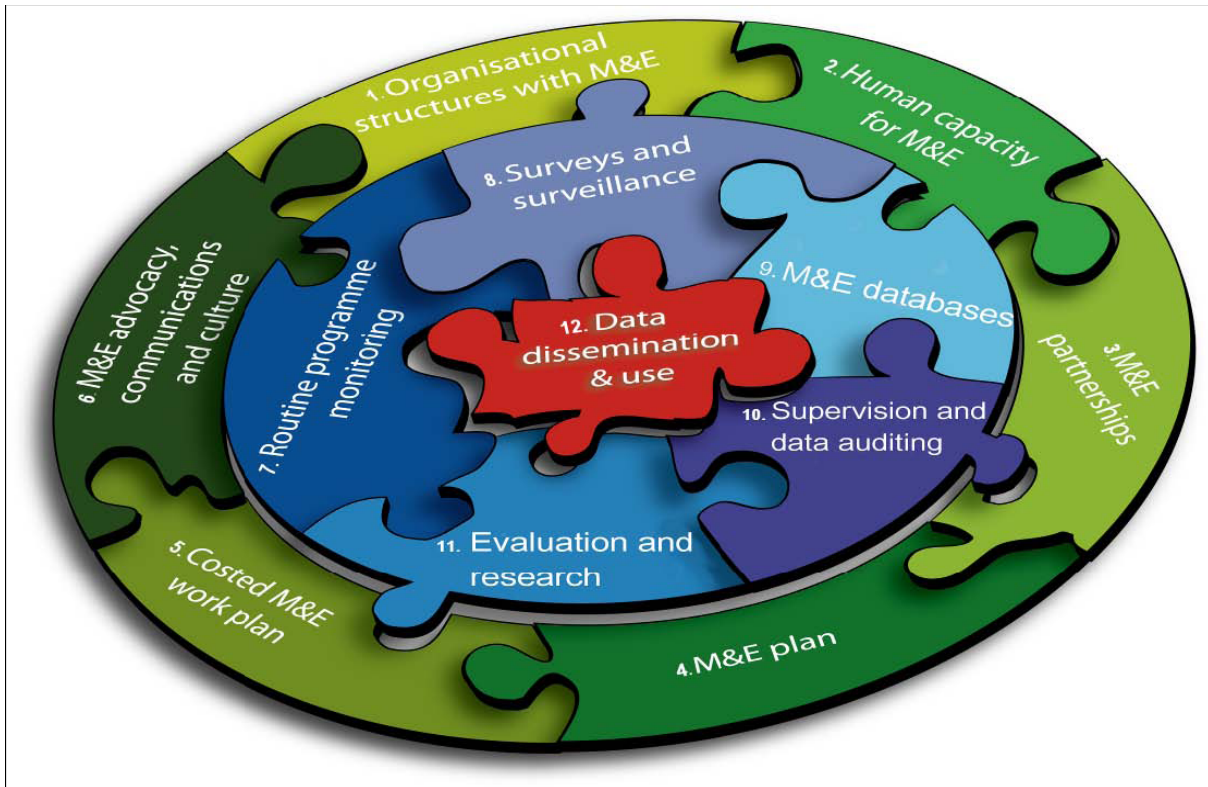 1. Organisational
structures with M&E
2. Human capacity
for M&E
3. M&E
partnerships
4. M&E plan
5. Costed M&E
work plan
6. M&E advocacy,
communications
and culture
7. Routine programme
monitoring
8. Surveys and
surveillance
9. M&E databases
10. Supervision and
data auditing
11. Evaluation and
research
12. Data
dissemination
& use